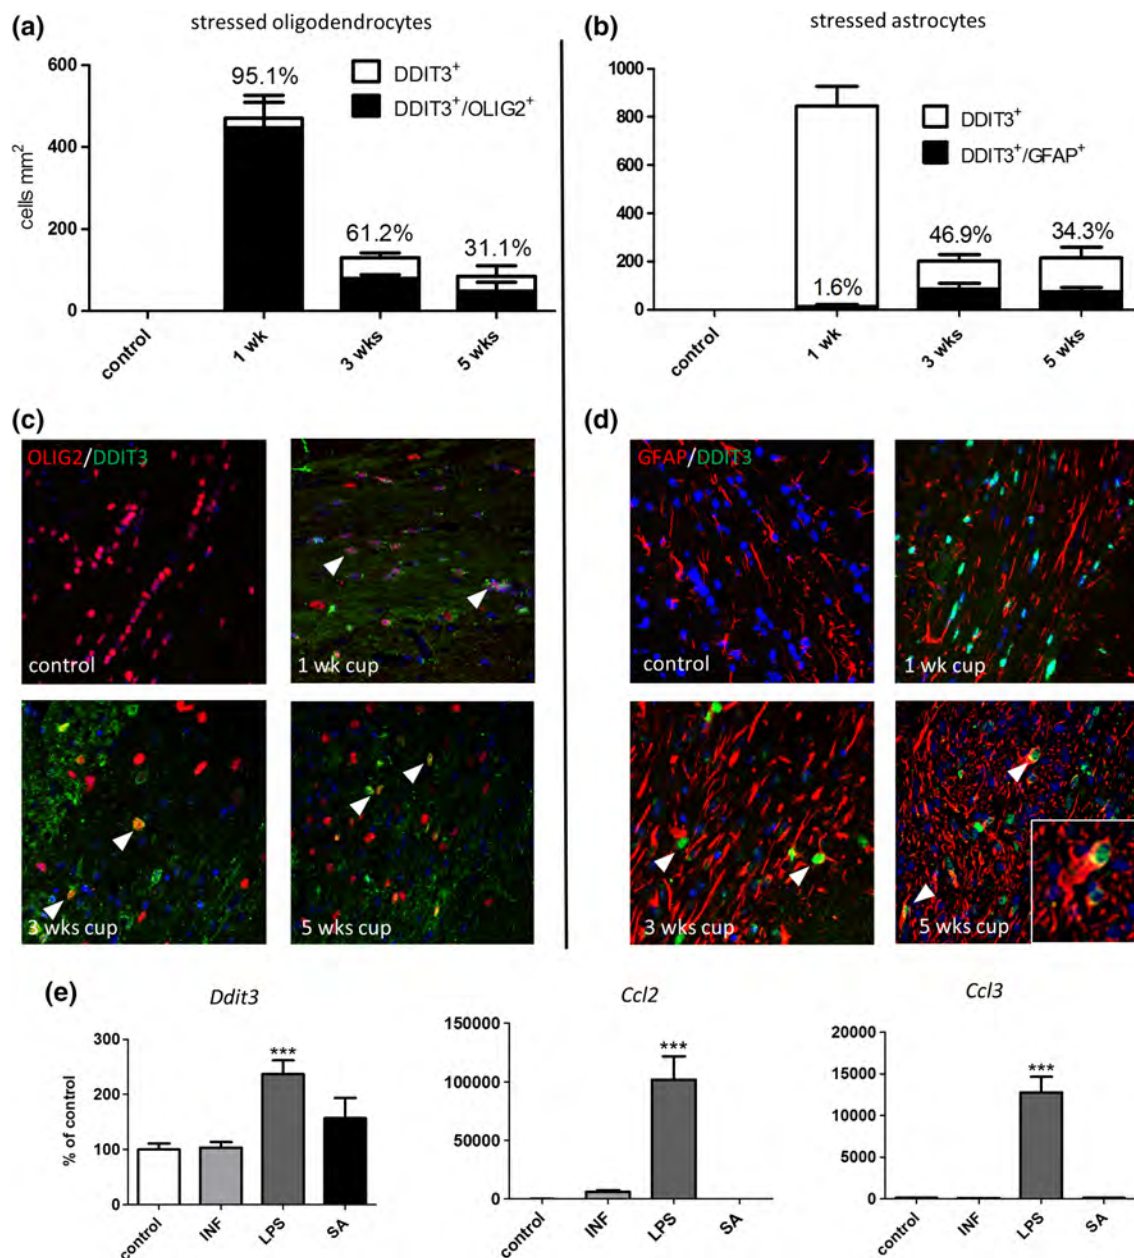 (a) stressed oligodendrocytes
cells mm²
600
400
200
0
95.1%
61.2%
31.1%
DDIT3⁺
DDIT3⁺/OLIG2⁺
control
1 wk
3 wks
5 wks
(b) stressed astrocytes
1000
800
600
400
200
0
1.6%
46.9%
34.3%
DDIT3⁺
DDIT3⁺/GFAP⁺
control
1 wk
3 wks
5 wks
(c)
OLIG2/DDIT3
control
1 wk cup
3 wks cup
5 wks cup
(d)
GFAP/DDIT3
control
1 wk cup
3 wks cup
5 wks cup
(e)
Ddit3
% of control
300
200
100
0
***
control
INF
LPS
SA
Ccl2
150000
100000
50000
0
***
control
INF
LPS
SA
Ccl3
20000
15000
10000
5000
0
***
control
INF
LPS
SA